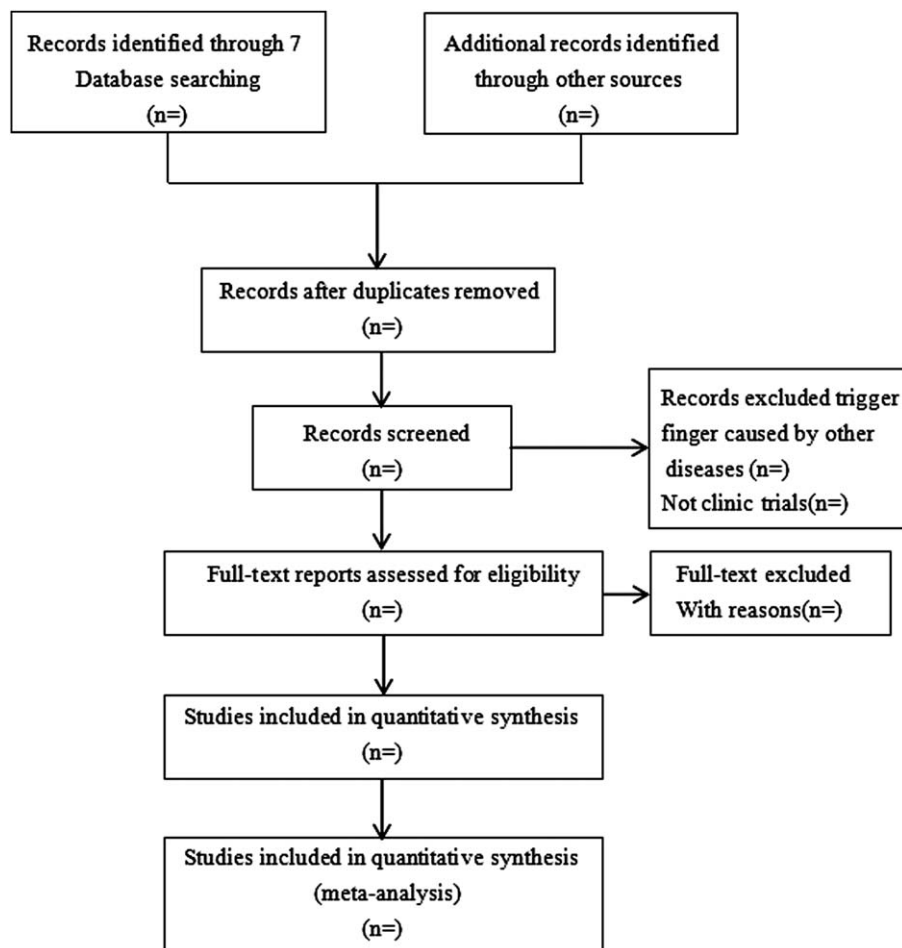 Records identified through 7
Database searching
(n=)
Additional records identified
through other sources
(n=)
Records after duplicates removed
(n=)
Records screened
(n=)
Records excluded trigger
finger caused by other
diseases (n=)
Not clinic trials(n=)
Full-text reports assessed for eligibility
(n=)
Full-text excluded
With reasons(n=)
Studies included in quantitative synthesis
(n=)
Studies included in quantitative synthesis
(meta-analysis)
(n=)